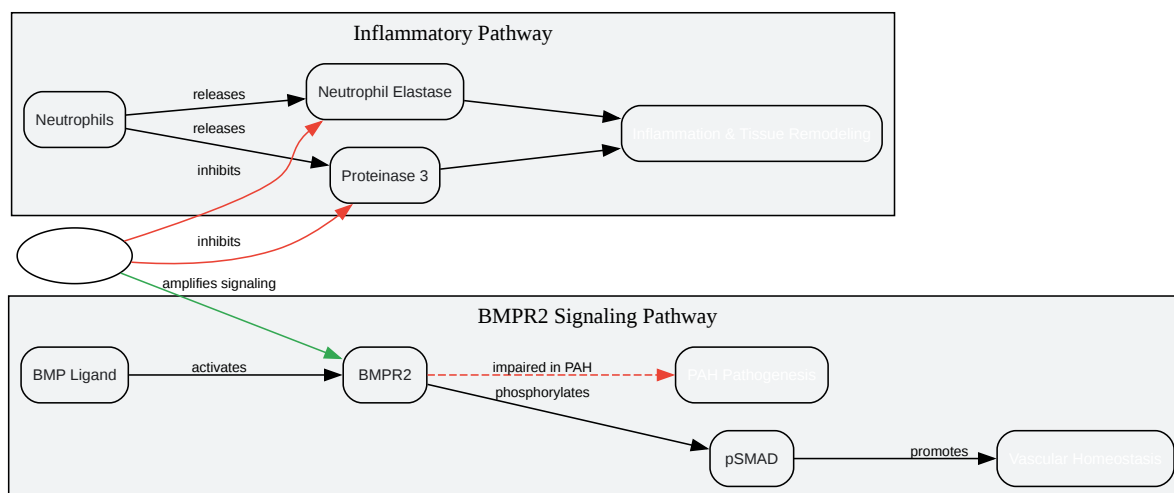 Inflammatory Pathway
Neutrophils
releases
releases
inhibits
Neutrophil Elastase
Proteinase 3
Inflammation & Tissue Remodeling
inhibits
amplifies signaling
BMPR2 Signaling Pathway
BMP Ligand
activates
BMPR2
impaired in PAH
PAH Pathogenesis
phosphorylates
pSMAD
promotes
Vascular Homeostasis